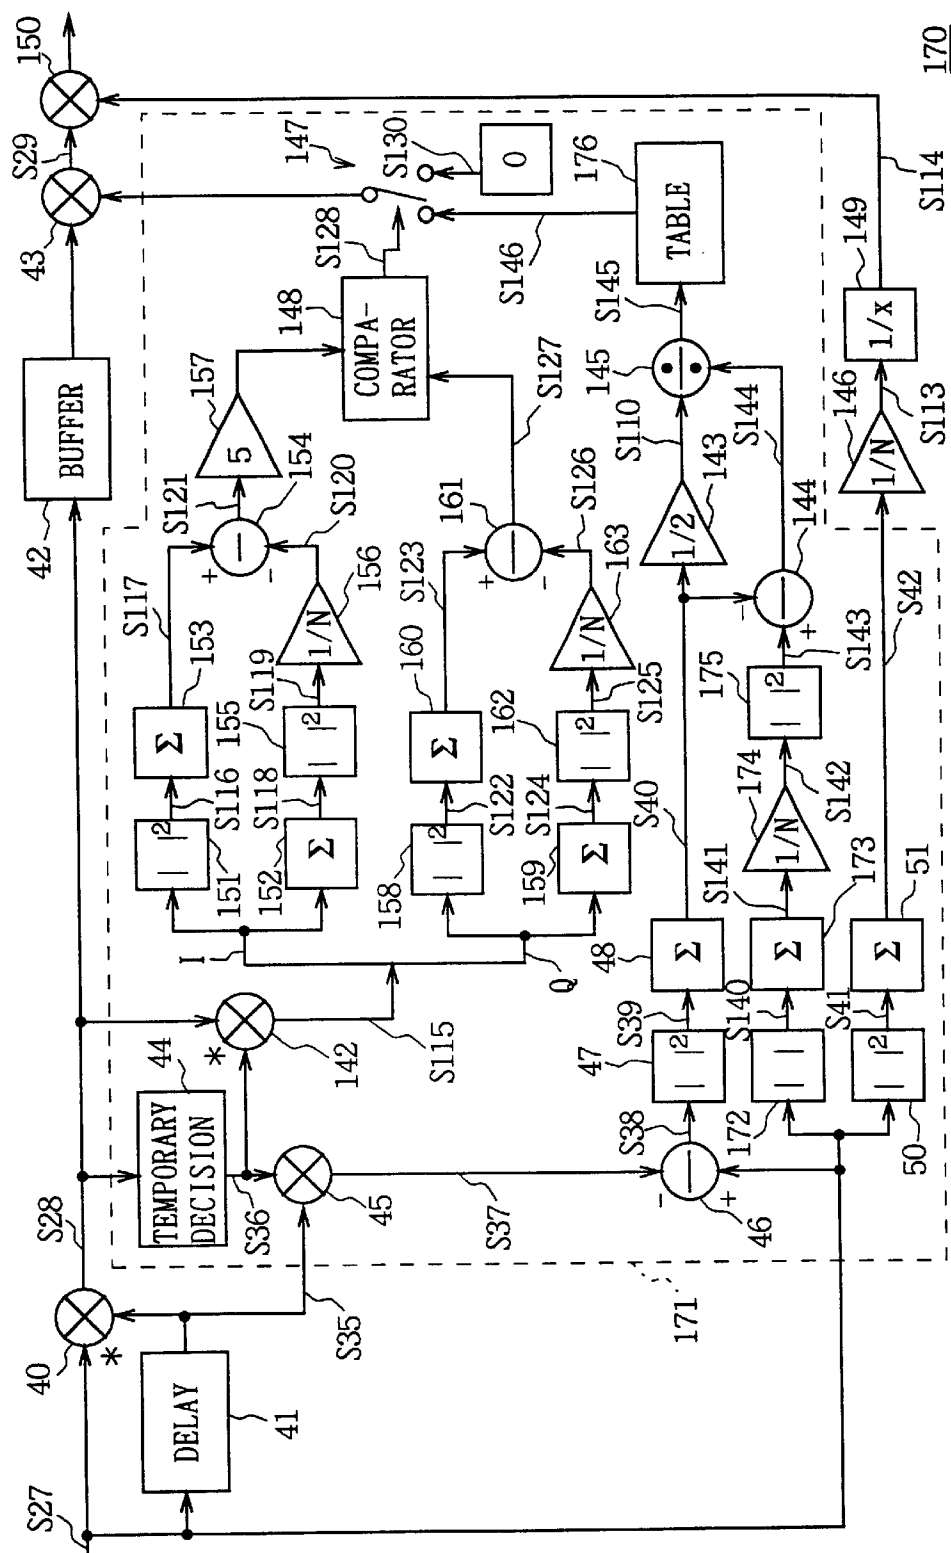 S27
40
*
DELAY
41
S28
S35
171
TEMPORARY
DECISION
44
S36
45
S37
*
142
S115
I
Q
BUFFER
42
43
S29
150
| |²
151
S116
Σ
153
S117
Σ
152
S118
| |²
155
S119
1/N
156
S120
+
-
−
154
S121
5
157
COMPA-
RATOR
148
S128
147
S130
0
| |²
158
S122
Σ
160
S123
Σ
159
S124
| |²
162
S125
1/N
163
S126
+
-
−
161
S127
-
+
−
46
S38
| |²
47
S39
Σ
48
S40
1/2
143
S110
÷
145
S145
TABLE
176
S146
| |
172
S140
Σ
173
S141
1/N
174
S142
| |²
175
S143
-
+
−
144
S144
| |²
50
S41
Σ
51
S42
1/N
146
S113
1/x
149
S114
170